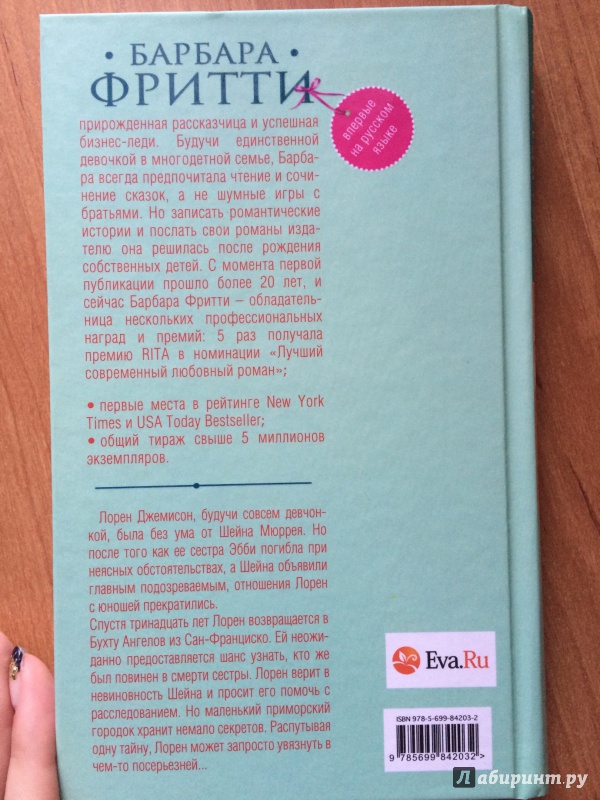 • БАРБАРА •
ФРИТТИ
впервые
на русском
языке
прирожденная рассказчица и успешная
бизнес-леди. Будучи единственной
девочкой в многодетной семье, Барба-
ра всегда предпочитала чтение и сочи-
нение сказок, а не шумные игры с
братьями. Но записать романтические
истории и послать свои романы изда-
телю она решилась после рождения
собственных детей. С момента первой
публикации прошло более 20 лет, и
сейчас Барбара Фритти – обладатель-
ница нескольких профессиональных
наград и премий: 5 раз получала
премию RITA в номинации «Лучший
современный любовный роман»;
• первые места в рейтинге New York
Times и USA Today Bestseller;
• общий тираж свыше 5 миллионов
экземпляров.
Лорен Джемисон, будучи совсем девчон-
кой, была без ума от Шейна Мюррея. Но
после того как ее сестра Эбби погибла при
неясных обстоятельствах, а Шейна объявили
главным подозреваемым, отношения Лорен
с юношей прекратились.
Спустя тринадцать лет Лорен возвращается в
Бухту Ангелов из Сан-Франциско. Ей неожи-
данно предоставляется шанс узнать, кто же
был повинен в смерти сестры. Лорен верит в
невиновность Шейна и просит его помочь с
расследованием. Но маленький приморский
городок хранит немало секретов. Распутывая
одну тайну, Лорен может запросто увязнуть в
чем-то посерьезней...
Eva.Ru
ISBN 978-5-699-84203-2
9 785699 842032 >
Лабиринт.ру